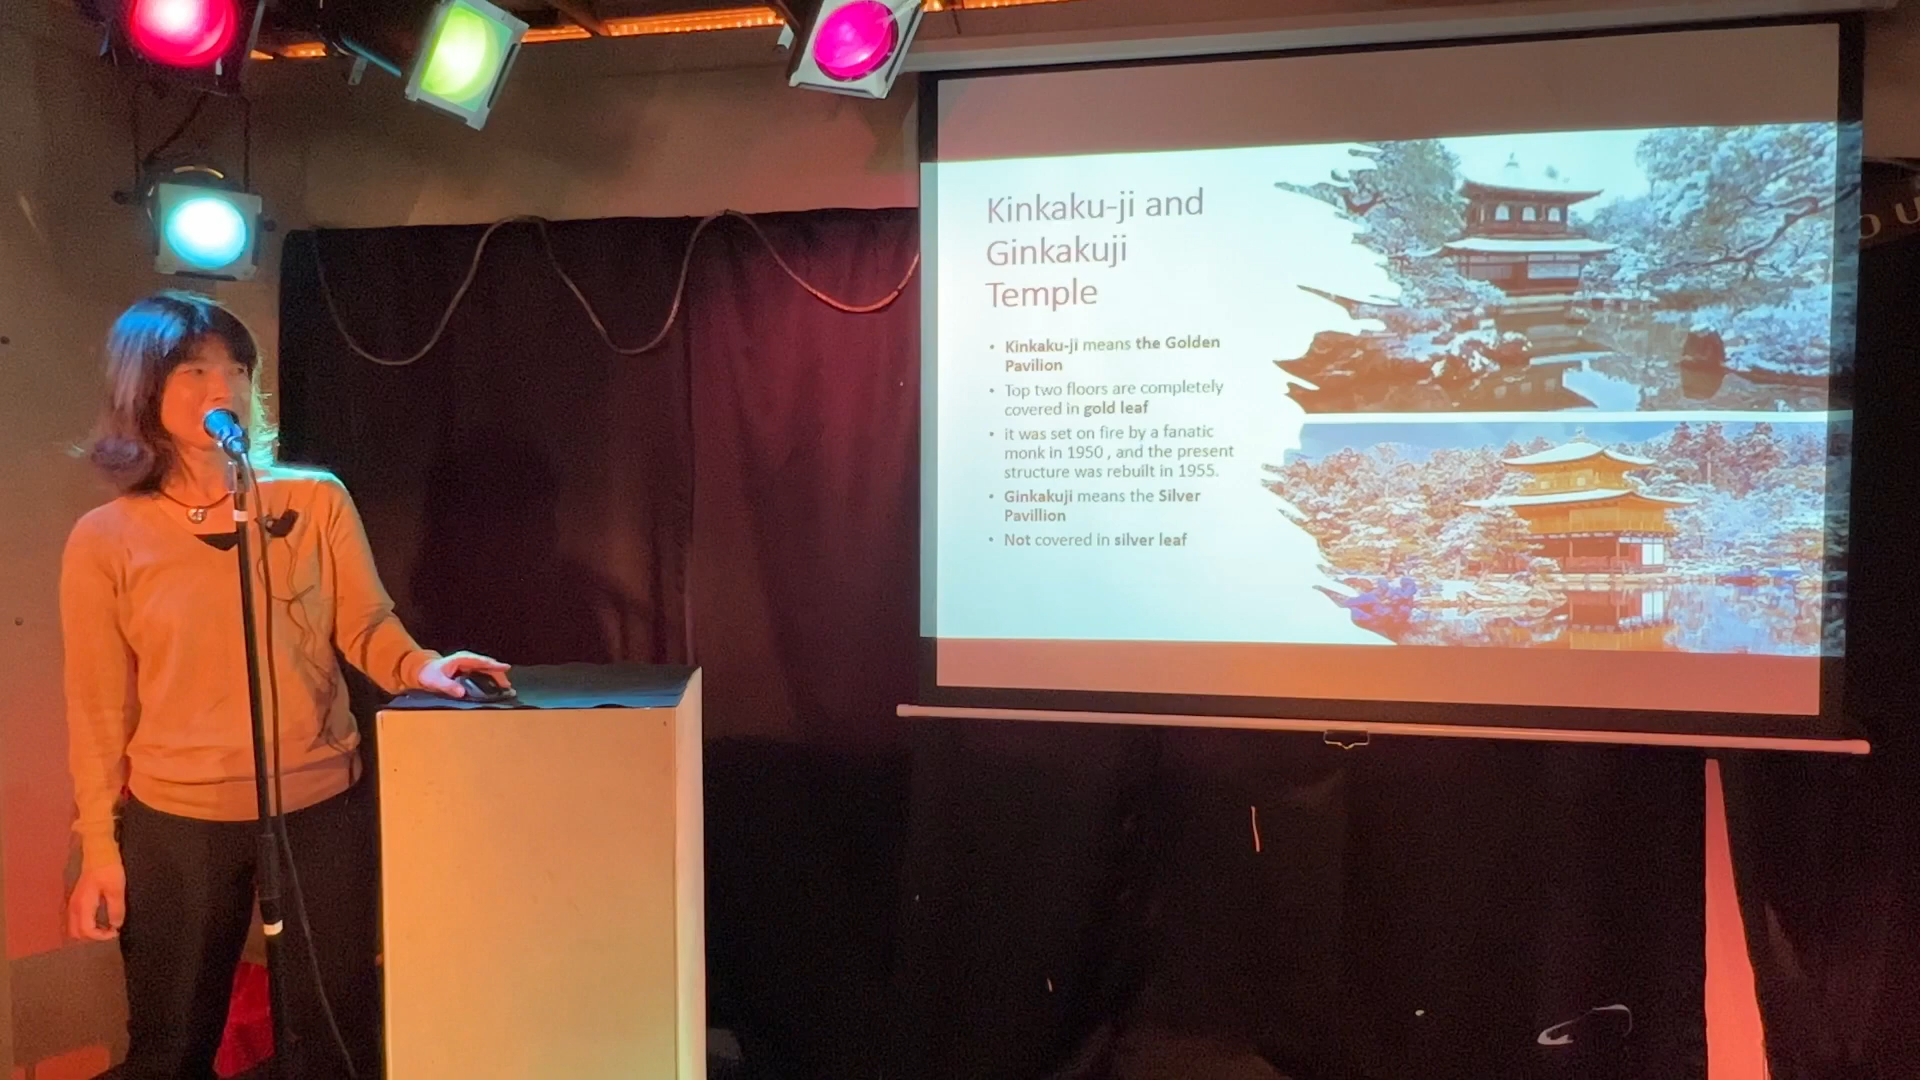 Kinkaku-ji and
Ginkakuji
Temple
• Kinkaku-ji means the Golden
Pavilion
• Top two floors are completely
covered in gold leaf
• it was set on fire by a fanatic
monk in 1950 , and the present
structure was rebuilt in 1955.
• Ginkakuji means the Silver
Pavillion
• Not covered in silver leaf